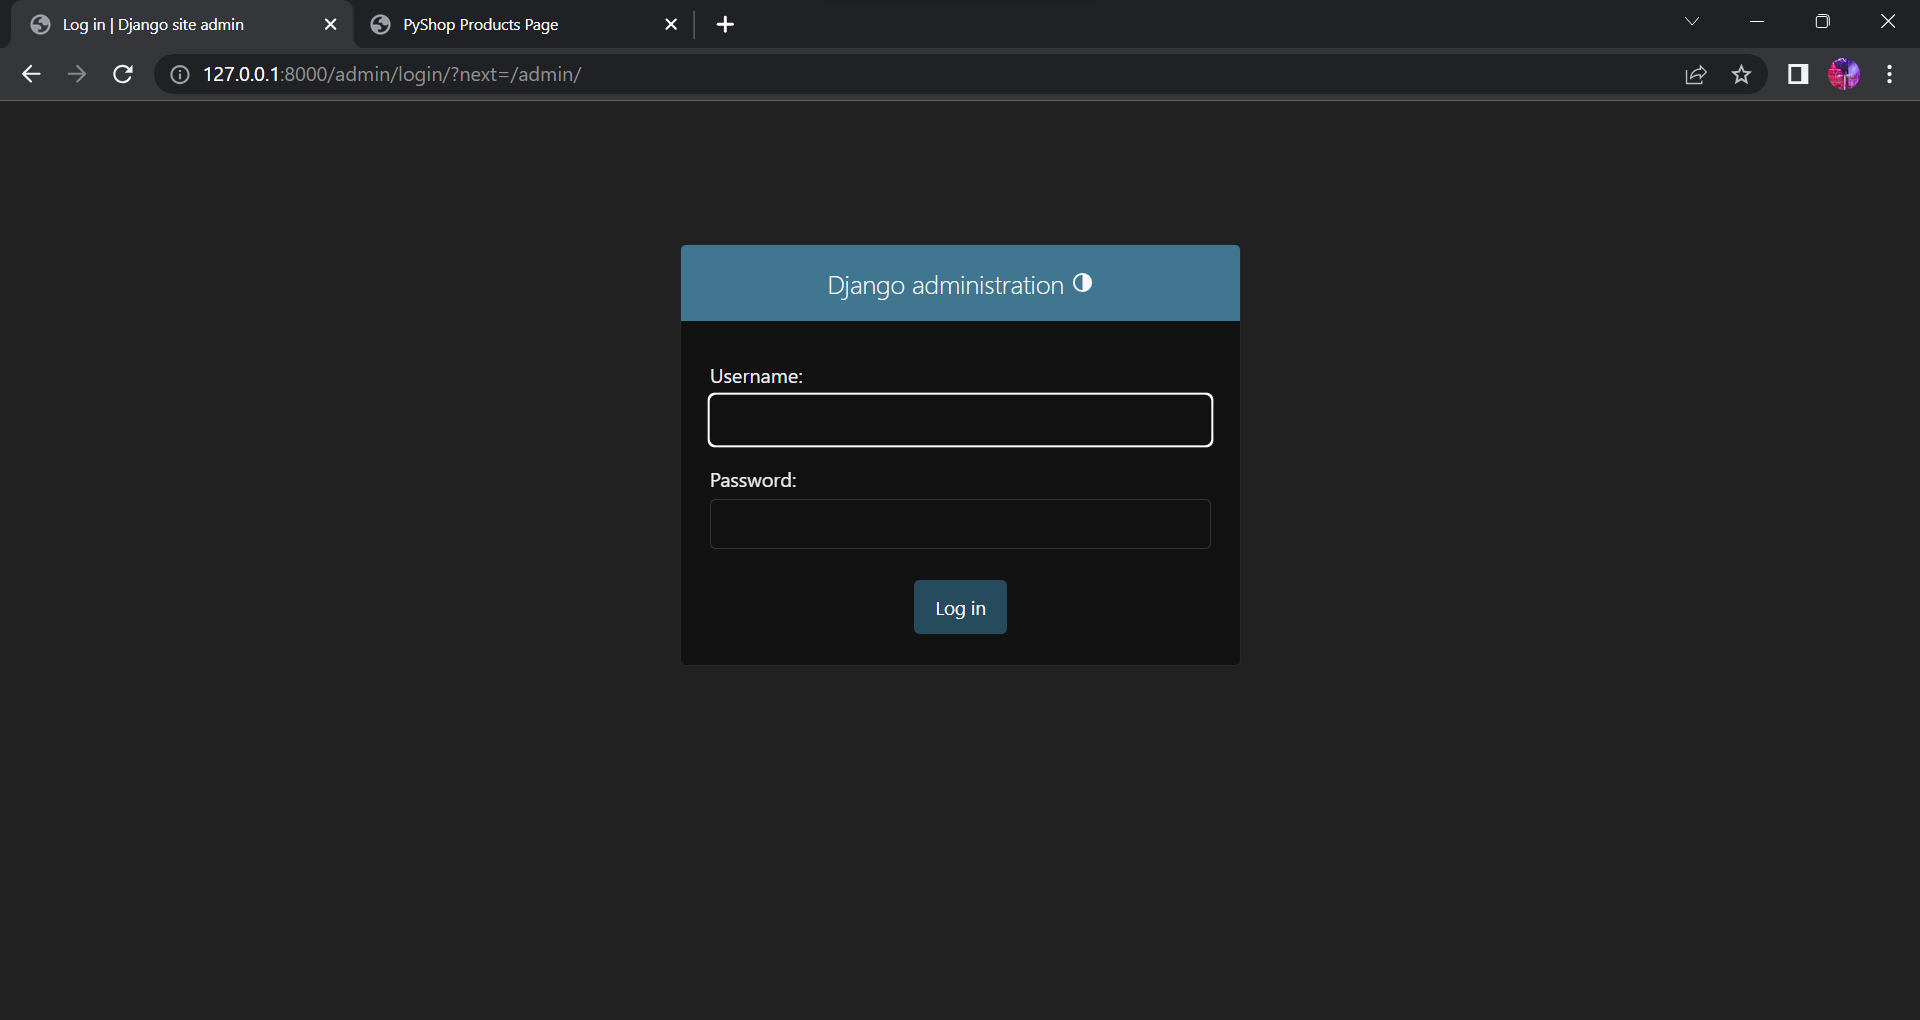 Log in | Django site admin
PyShop Products Page
127.0.0.1:8000/admin/login/?next=/admin/
Django administration
Username:
Password:
Log in